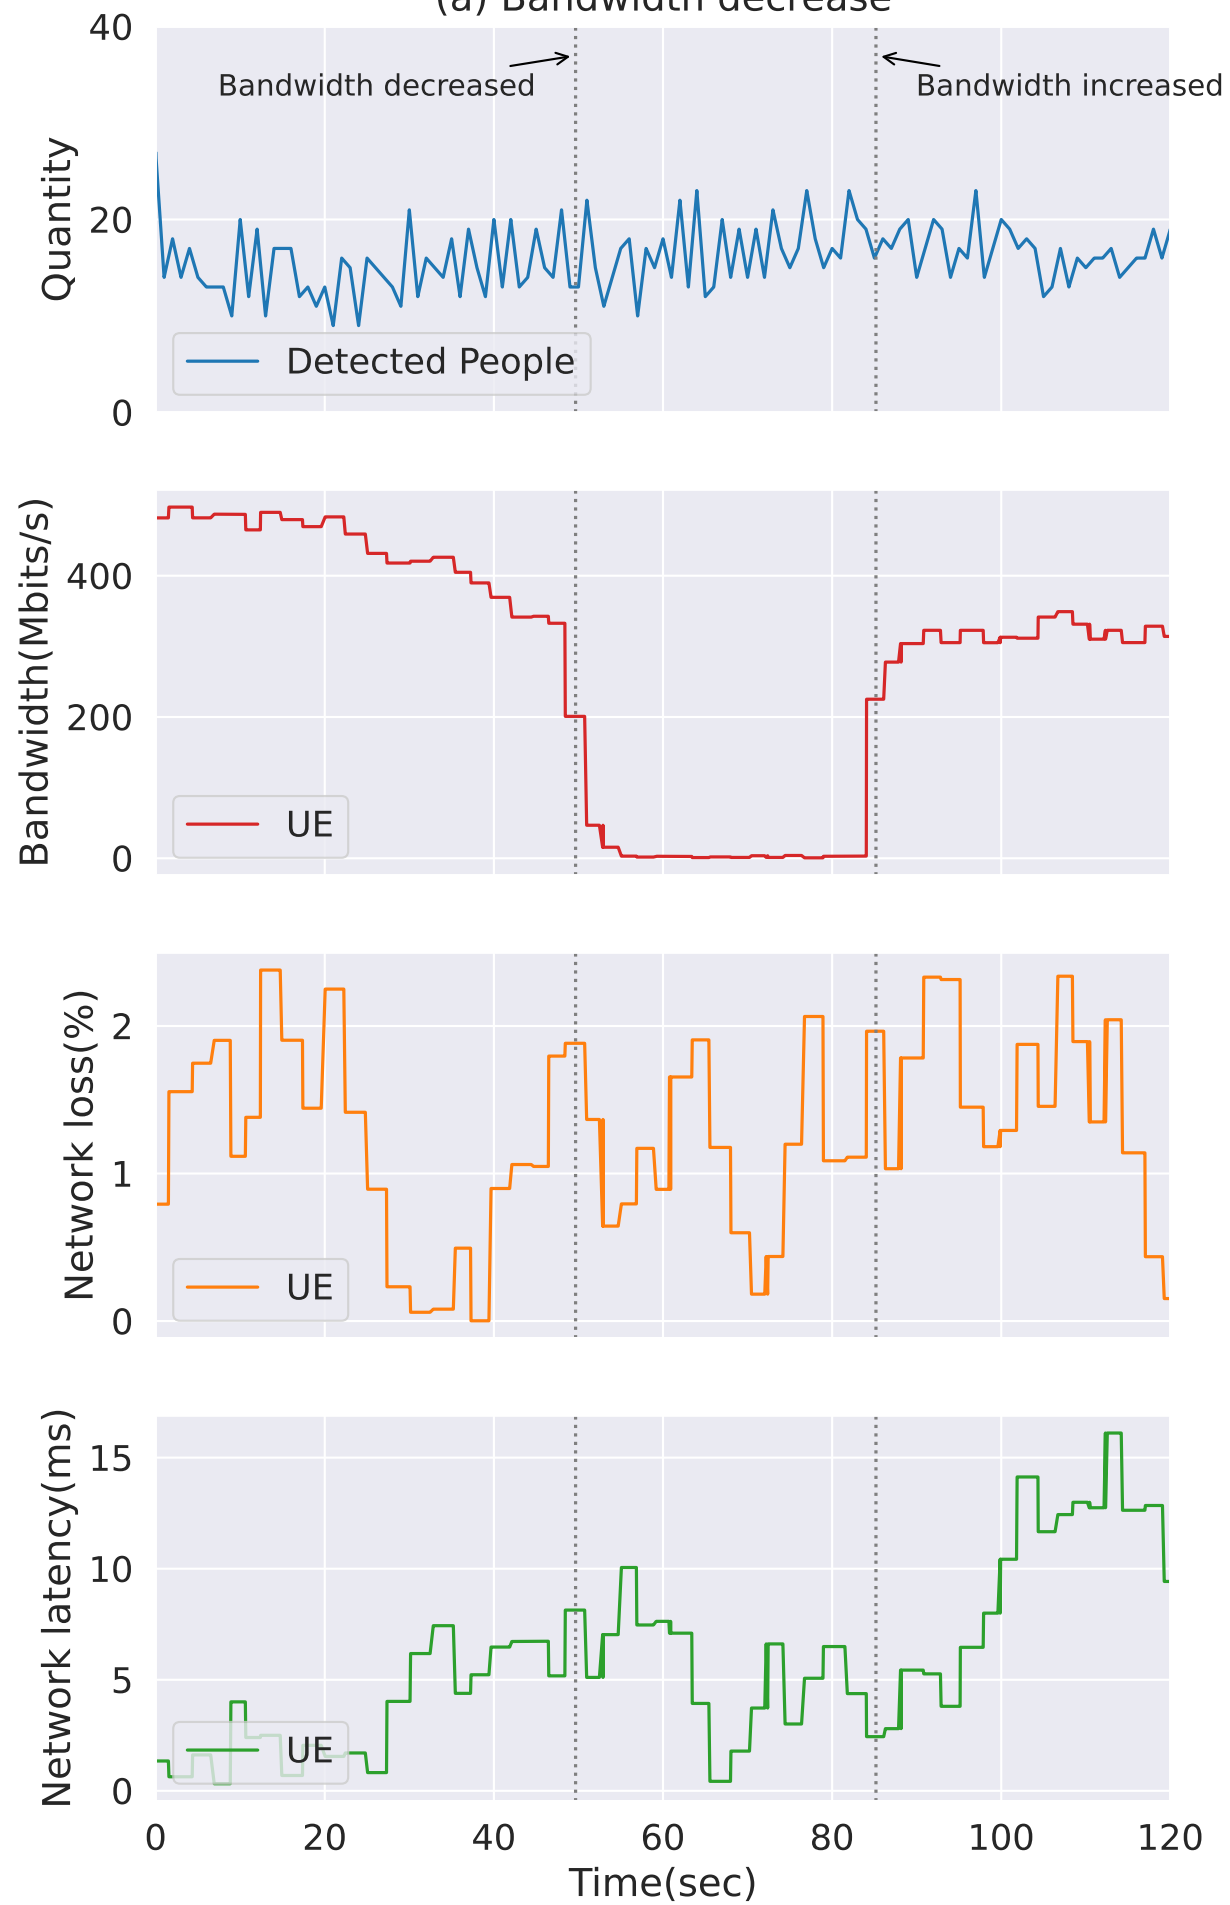 (a) Bandwidth decrease
40
Bandwidth decreased
Bandwidth increased
Quantity
20
Detected People
0
Bandwidth(Mbits/s)
400
200
UE
0
Network loss(%)
2
1
UE
0
Network latency(ms)
15
10
5
UE
0
0 20 40 60 80 100 120
Time(sec)